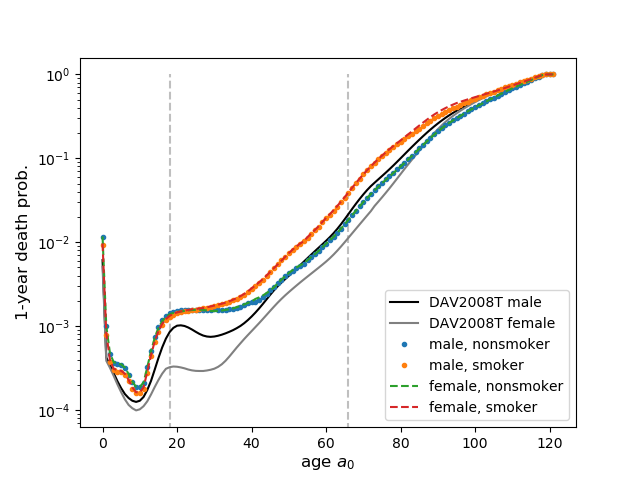 10⁰
10⁻¹
10⁻²
10⁻³
10⁻⁴
1-year death prob.
0 20 40 60 80 100 120
age a₀
DAV2008T male
DAV2008T female
male, nonsmoker
male, smoker
female, nonsmoker
female, smoker